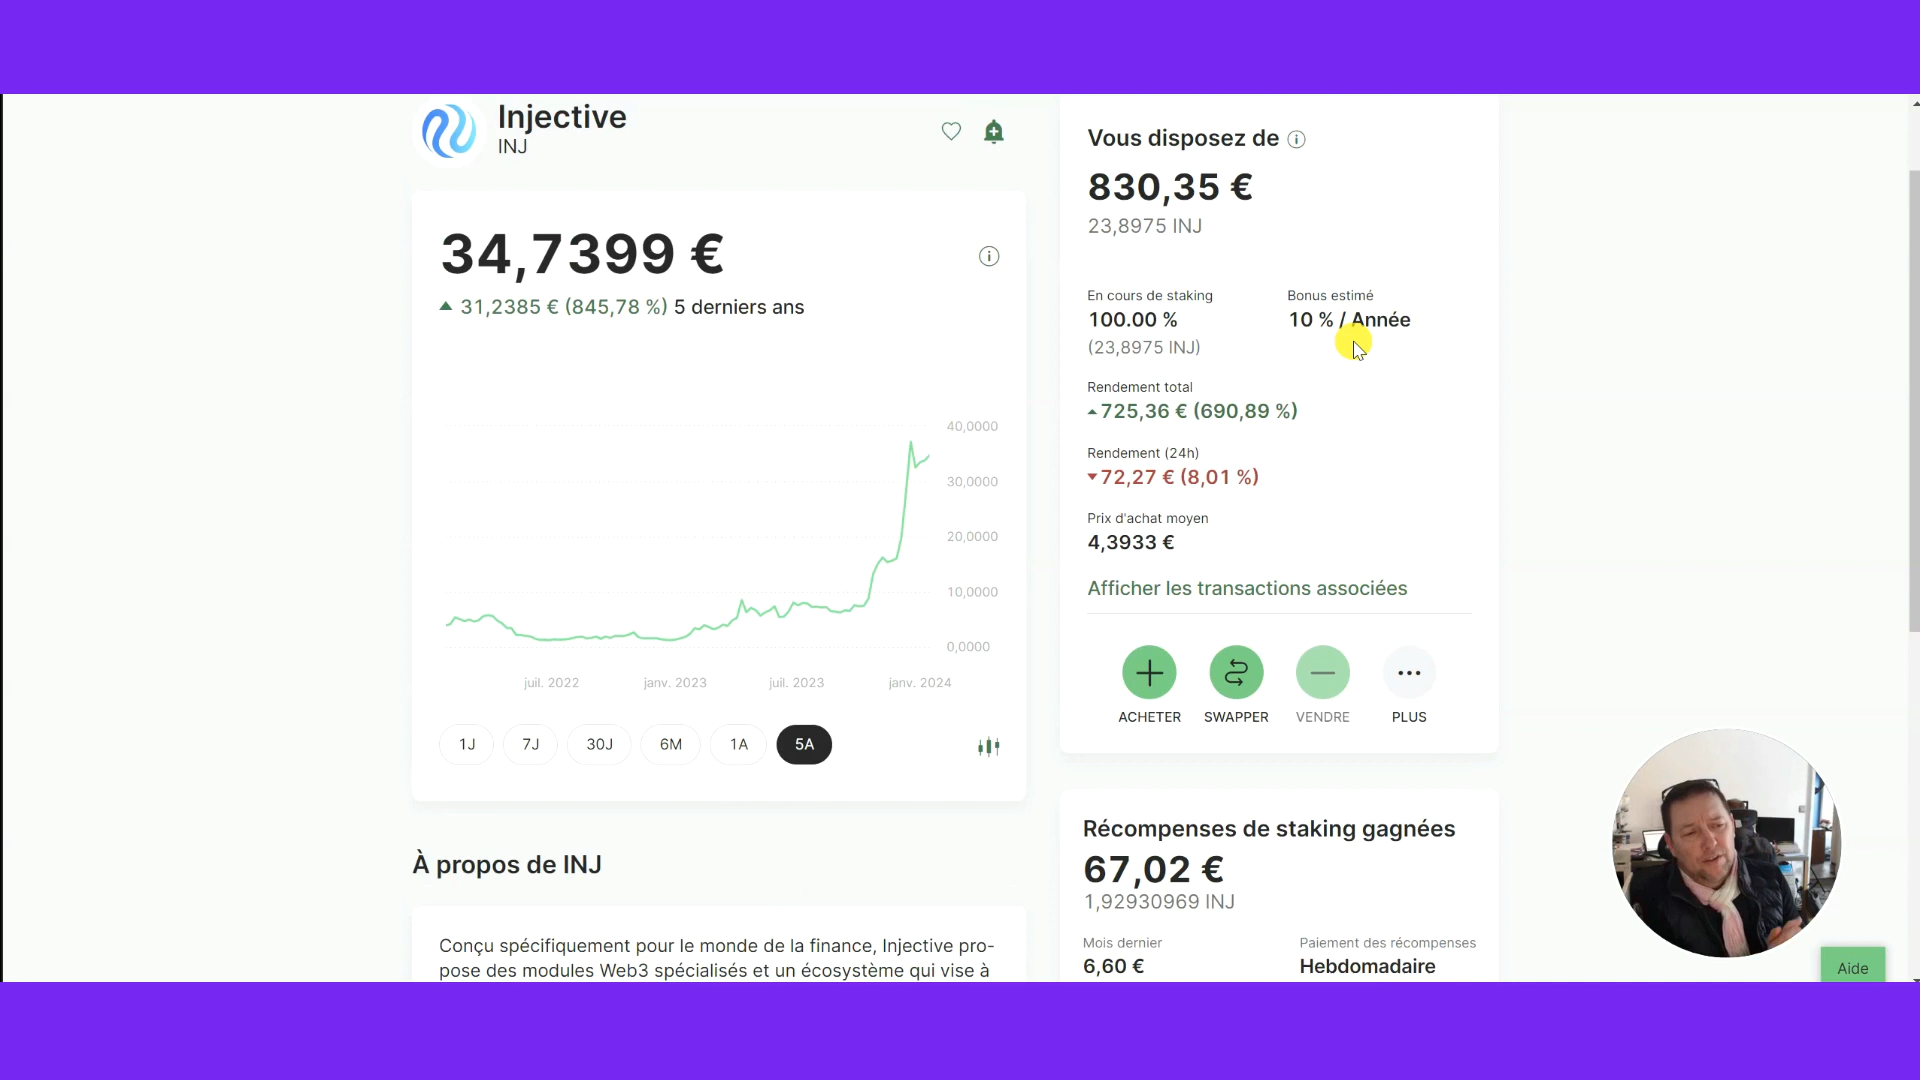 Injective
INJ
34,7399 €
31,2385 € (845,78 %) 5 derniers ans
40,0000
30,0000
20,0000
10,0000
0,0000
juil. 2022
janv. 2023
juil. 2023
janv. 2024
1J
7J
30J
6M
1A
5A
À propos de INJ
Conçu spécifiquement pour le monde de la finance, Injective pro-
pose des modules Web3 spécialisés et un écosystème qui vise à
Vous disposez de
830,35 €
23,8975 INJ
En cours de staking
100.00 %
(23,8975 INJ)
Bonus estimé
10 % / Année
Rendement total
725,36 € (690,89 %)
Rendement (24h)
72,27 € (8,01 %)
Prix d'achat moyen
4,3933 €
Afficher les transactions associées
ACHETER
SWAPPER
VENDRE
PLUS
Récompenses de staking gagnées
67,02 €
1,92930969 INJ
Mois dernier
6,60 €
Paiement des récompenses
Hebdomadaire
Aide